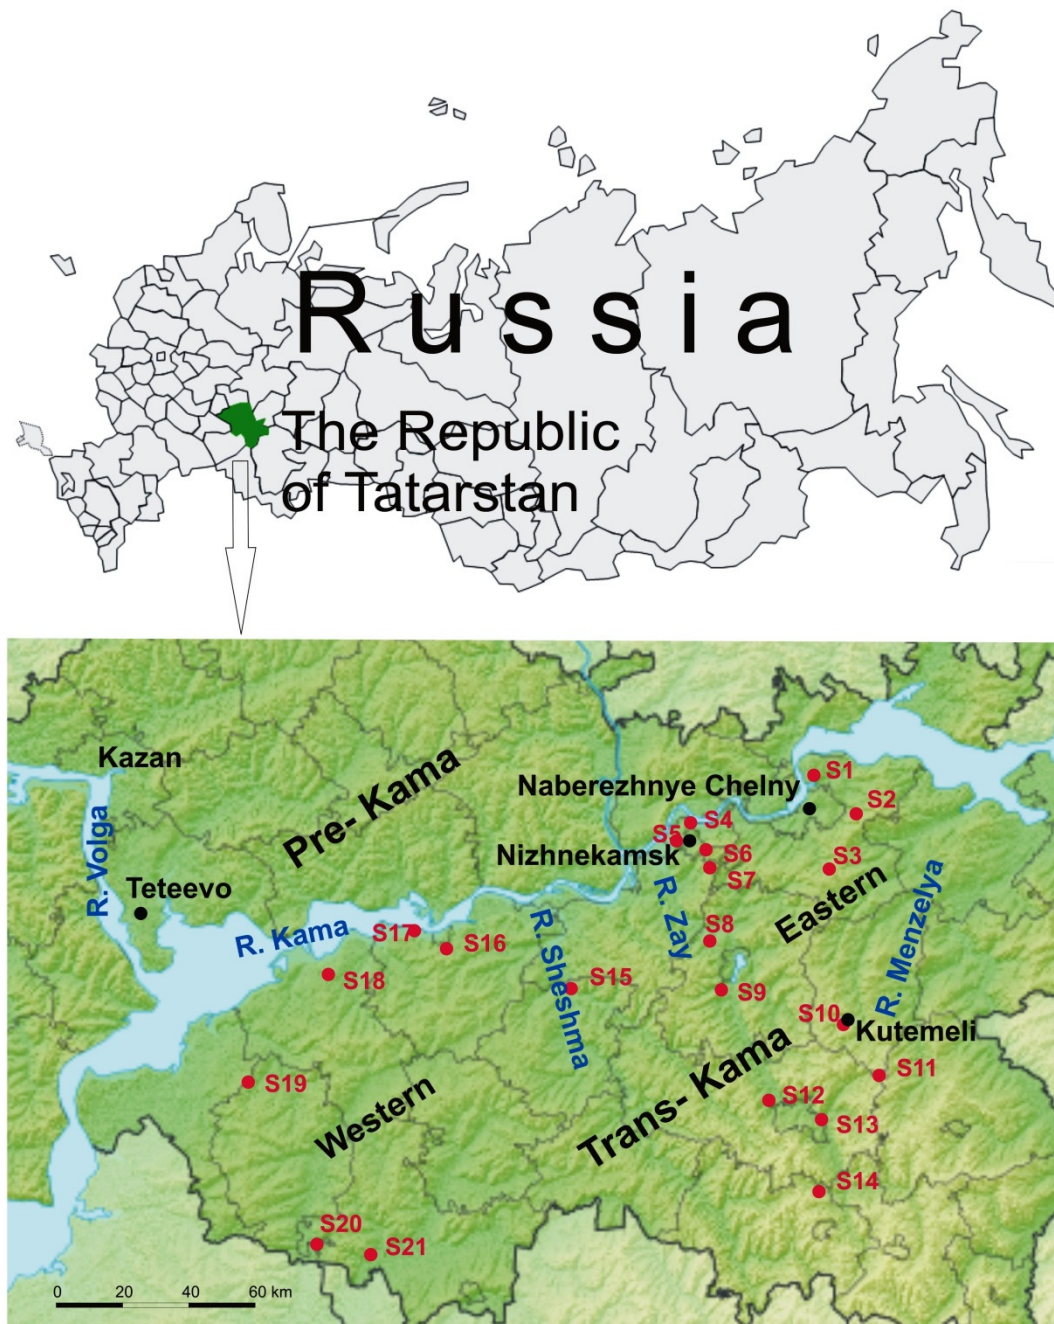 Russia
The Republic
of Tatarstan
Kazan
Pre- Kama
Naberezhnye Chelny
S1
S2
S4
S5
Nizhnekamsk
S6
S7
S3
R. Volga
Teteevo
R. Zay
Eastern
R. Menzelya
R. Kama
S17
S16
S8
S18
R. Sheshma
S15
S9
S10
Kutemeli
S11
S19
Western
Trans- Kama
S12
S13
S14
S20
S21
0 20 40 60 km